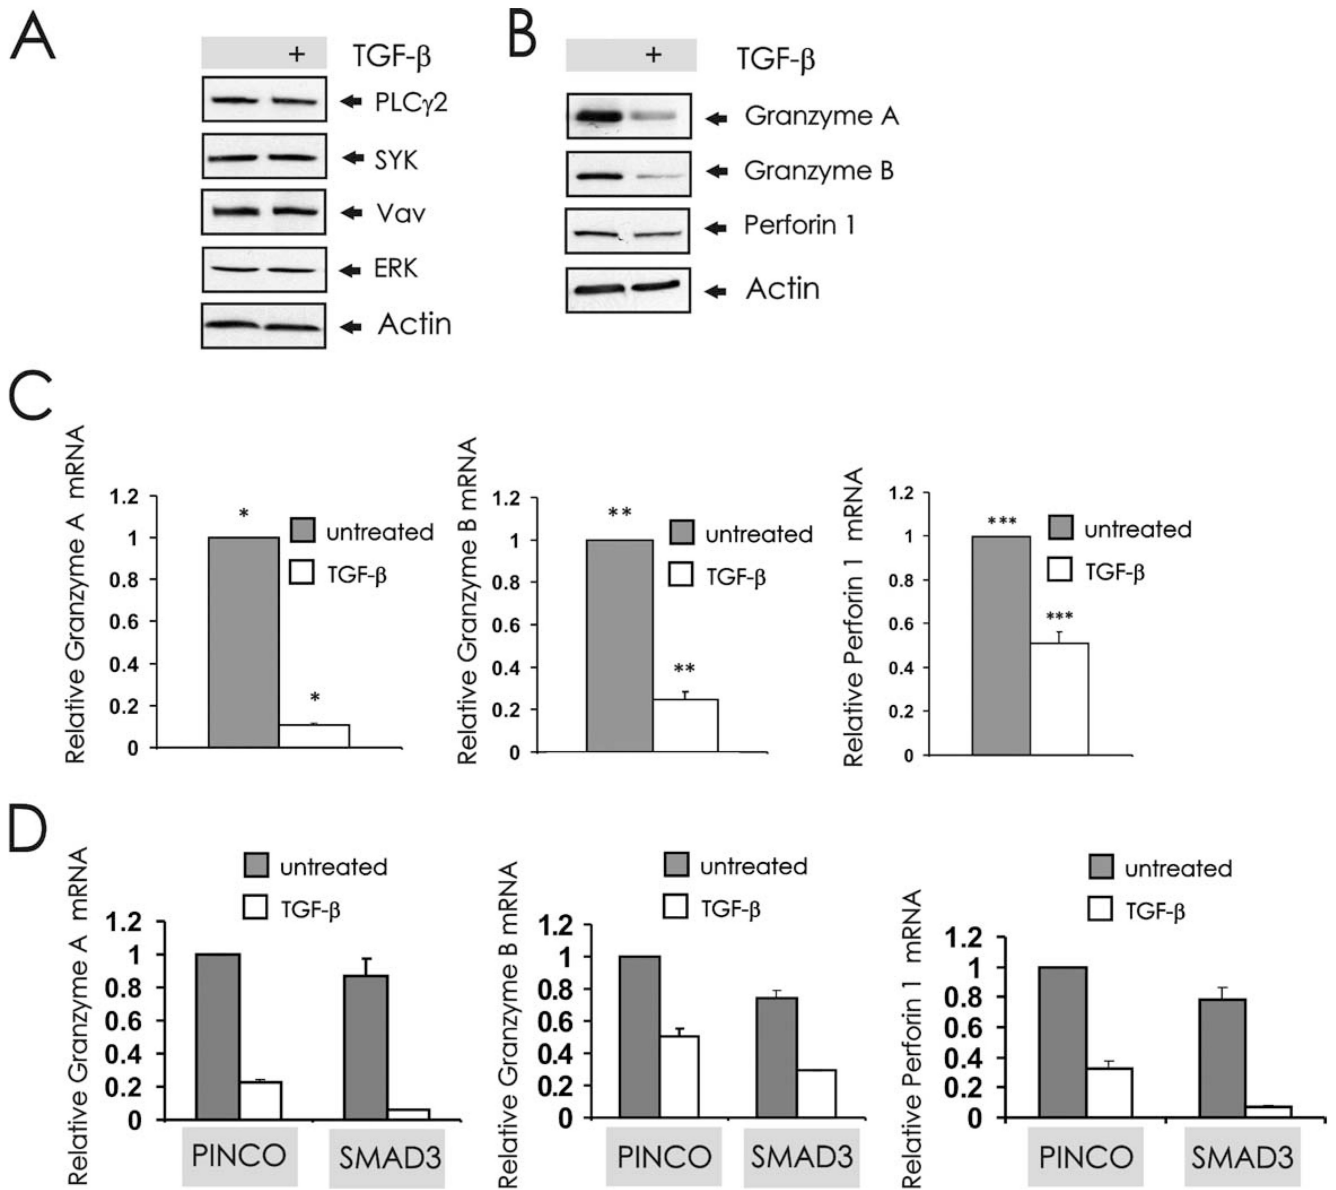 A
+ TGF-β
PLCγ2
SYK
Vav
ERK
Actin
B
+ TGF-β
Granzyme A
Granzyme B
Perforin 1
Actin
C
Relative Granzyme A mRNA
1.2
1
0.8
0.6
0.4
0.2
0
*
*
untreated
TGF-β
Relative Granzyme B mRNA
1.2
1
0.8
0.6
0.4
0.2
0
**
**
untreated
TGF-β
Relative Perforin 1 mRNA
1.2
1
0.8
0.6
0.4
0.2
0
***
***
untreated
TGF-β
D
Relative Granzyme A mRNA
untreated
TGF-β
1.2
1
0.8
0.6
0.4
0.2
0
PINCO SMAD3
Relative Granzyme B mRNA
untreated
TGF-β
1.2
1
0.8
0.6
0.4
0.2
0
PINCO SMAD3
Relative Perforin 1 mRNA
untreated
TGF-β
1.2
1
0.8
0.6
0.4
0.2
0
PINCO SMAD3